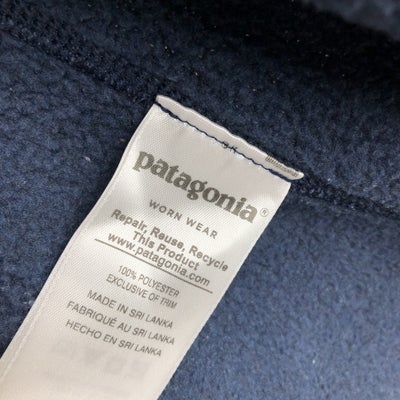 patagonia®
WORN WEAR
Repair, Reuse, Recycle
This Product
www.patagonia.com
100% POLYESTER
EXCLUSIVE OF TRIM
MADE IN SRI LANKA
FABRIQUÉ AU SRI LANKA
HECHO EN SRI LANKA